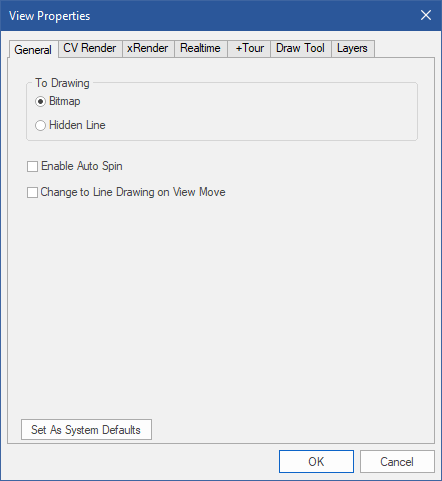 View Properties
General CV Render xRender Realtime +Tour Draw Tool Layers
To Drawing
Bitmap
Hidden Line
Enable Auto Spin
Change to Line Drawing on View Move
Set As System Defaults
OK Cancel